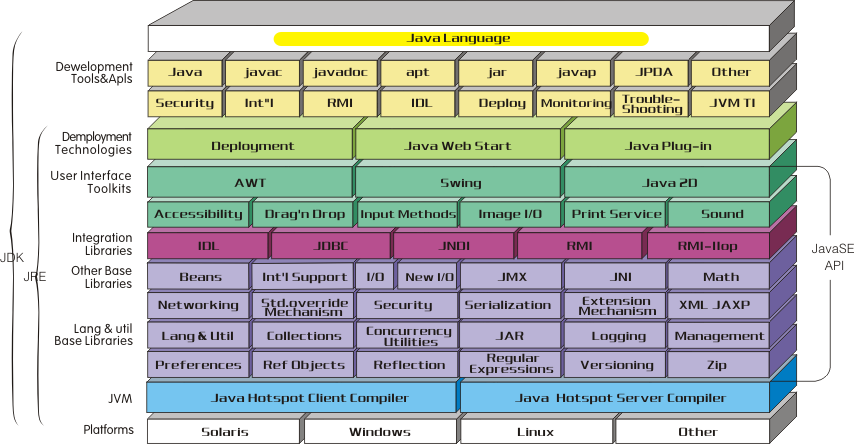 Java Language
Dewelopment
Tools&Apls
Java javac javadoc apt jar javap JPDA Other
Security Int"l RMI IDL Deploy Monitoring Trouble-
Shooting JVM TI
Demployment
Technologies
Deployment Java Web Start Java Plug-in
User Interface
Toolkits
AWT Swing Java 2D
Accessibility Drag'n Drop Input Methods Image I/O Print Service Sound
Integration
Libraries
IDL JDBC JNDI RMI RMI-IIop
Other Base
Libraries
Beans Int'l Support I/O New I/O JMX JNI Math
Networking Std.override
Mechanism Security Serialization Extension
Mechanism XML JAXP
Lang & util
Base Libraries
Lang & Util Collections Concurrency
Utilities JAR Logging Management
Preferences Ref Objects Reflection Regular
Expressions Versioning Zip
JVM
Java Hotspot Client Compiler Java Hotspot Server Compiler
Platforms
Solaris Windows Linux Other
JDK
JRE
JavaSE
API